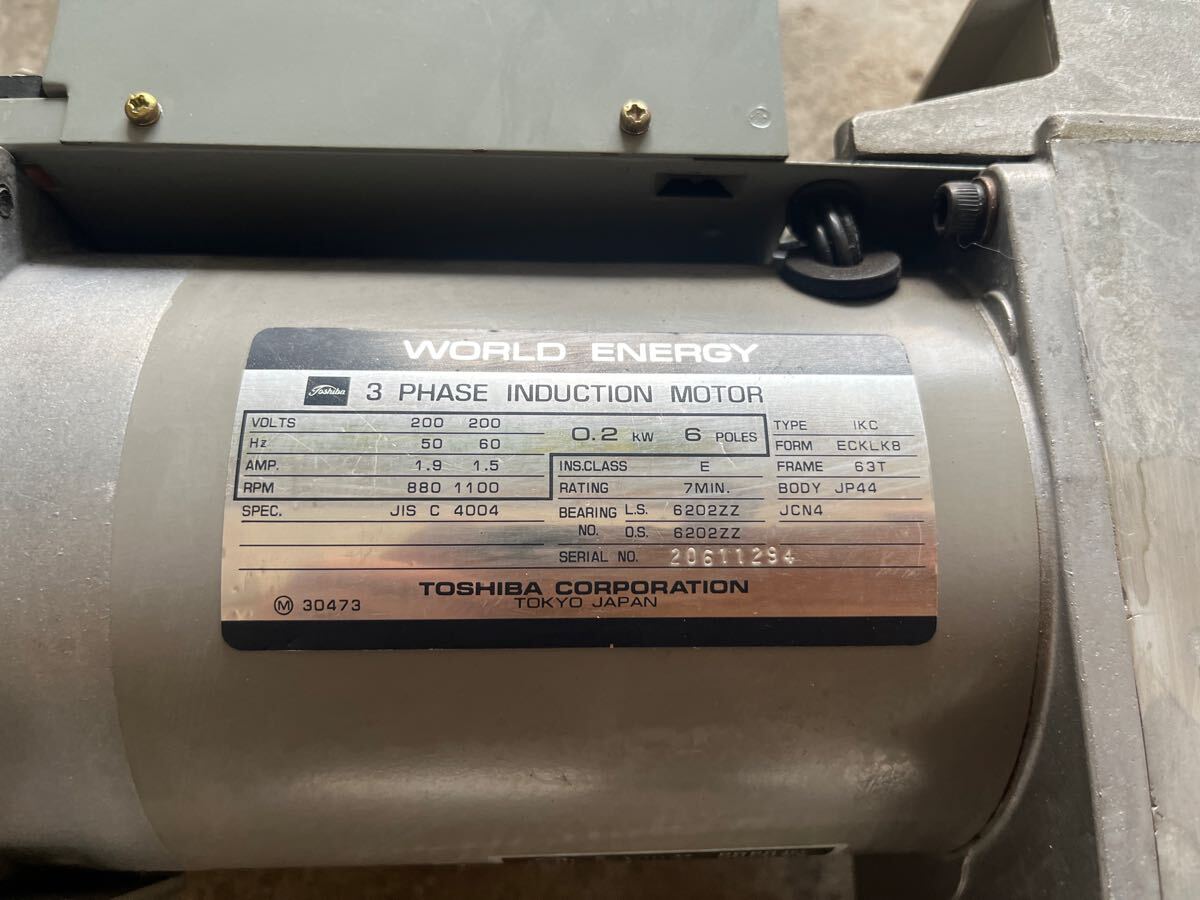 WORLD ENERGY
Toshiba 3 PHASE INDUCTION MOTOR
VOLTS 200 200
Hz 50 60
AMP. 1.9 1.5
RPM 880 1100
SPEC. JIS C 4004
0.2 kW 6 POLES
INS.CLASS E
RATING 7MIN.
BEARING NO. L.S. 6202ZZ
O.S. 6202ZZ
SERIAL NO. 20611294
TYPE IKC
FORM ECKLK8
FRAME 63T
BODY JP44
JCN4
TOSHIBA CORPORATION
TOKYO JAPAN
M 30473